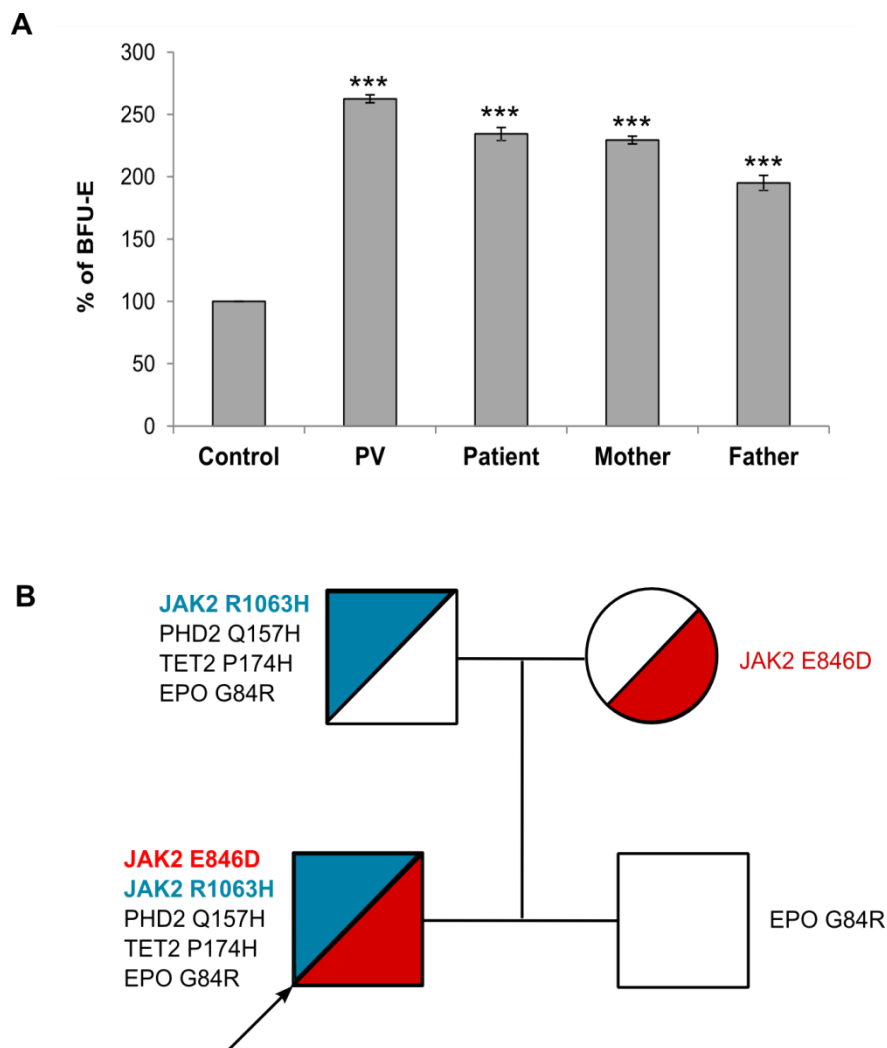 A
300
250
200
150
100
50
0
% of BFU-E
***
***
***
***
Control PV Patient Mother Father
B
JAK2 R1063H
PHD2 Q157H
TET2 P174H
EPO G84R
JAK2 E846D
JAK2 E846D
JAK2 R1063H
PHD2 Q157H
TET2 P174H
EPO G84R
EPO G84R